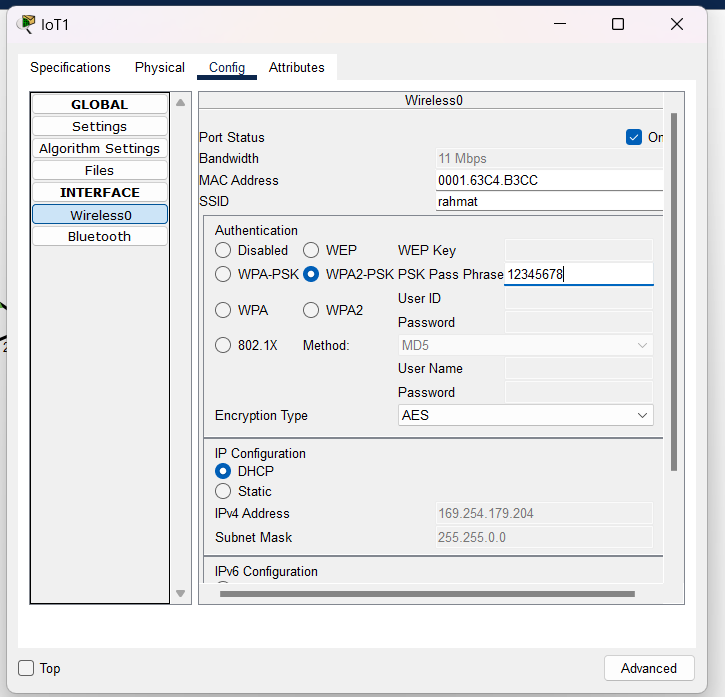 IoT1
Specifications Physical Config Attributes
GLOBAL
Settings
Algorithm Settings
Files
INTERFACE
Wireless0
Bluetooth
Wireless0
Port Status On
Bandwidth 11 Mbps
MAC Address 0001.63C4.B3CC
SSID rahmat
Authentication
Disabled WEP WEP Key
WPA-PSK WPA2-PSK PSK Pass Phrase 12345678
User ID
WPA WPA2
Password
802.1X Method: MD5
User Name
Password
Encryption Type AES
IP Configuration
DHCP
Static
IPv4 Address 169.254.179.204
Subnet Mask 255.255.0.0
IPv6 Configuration
Top Advanced